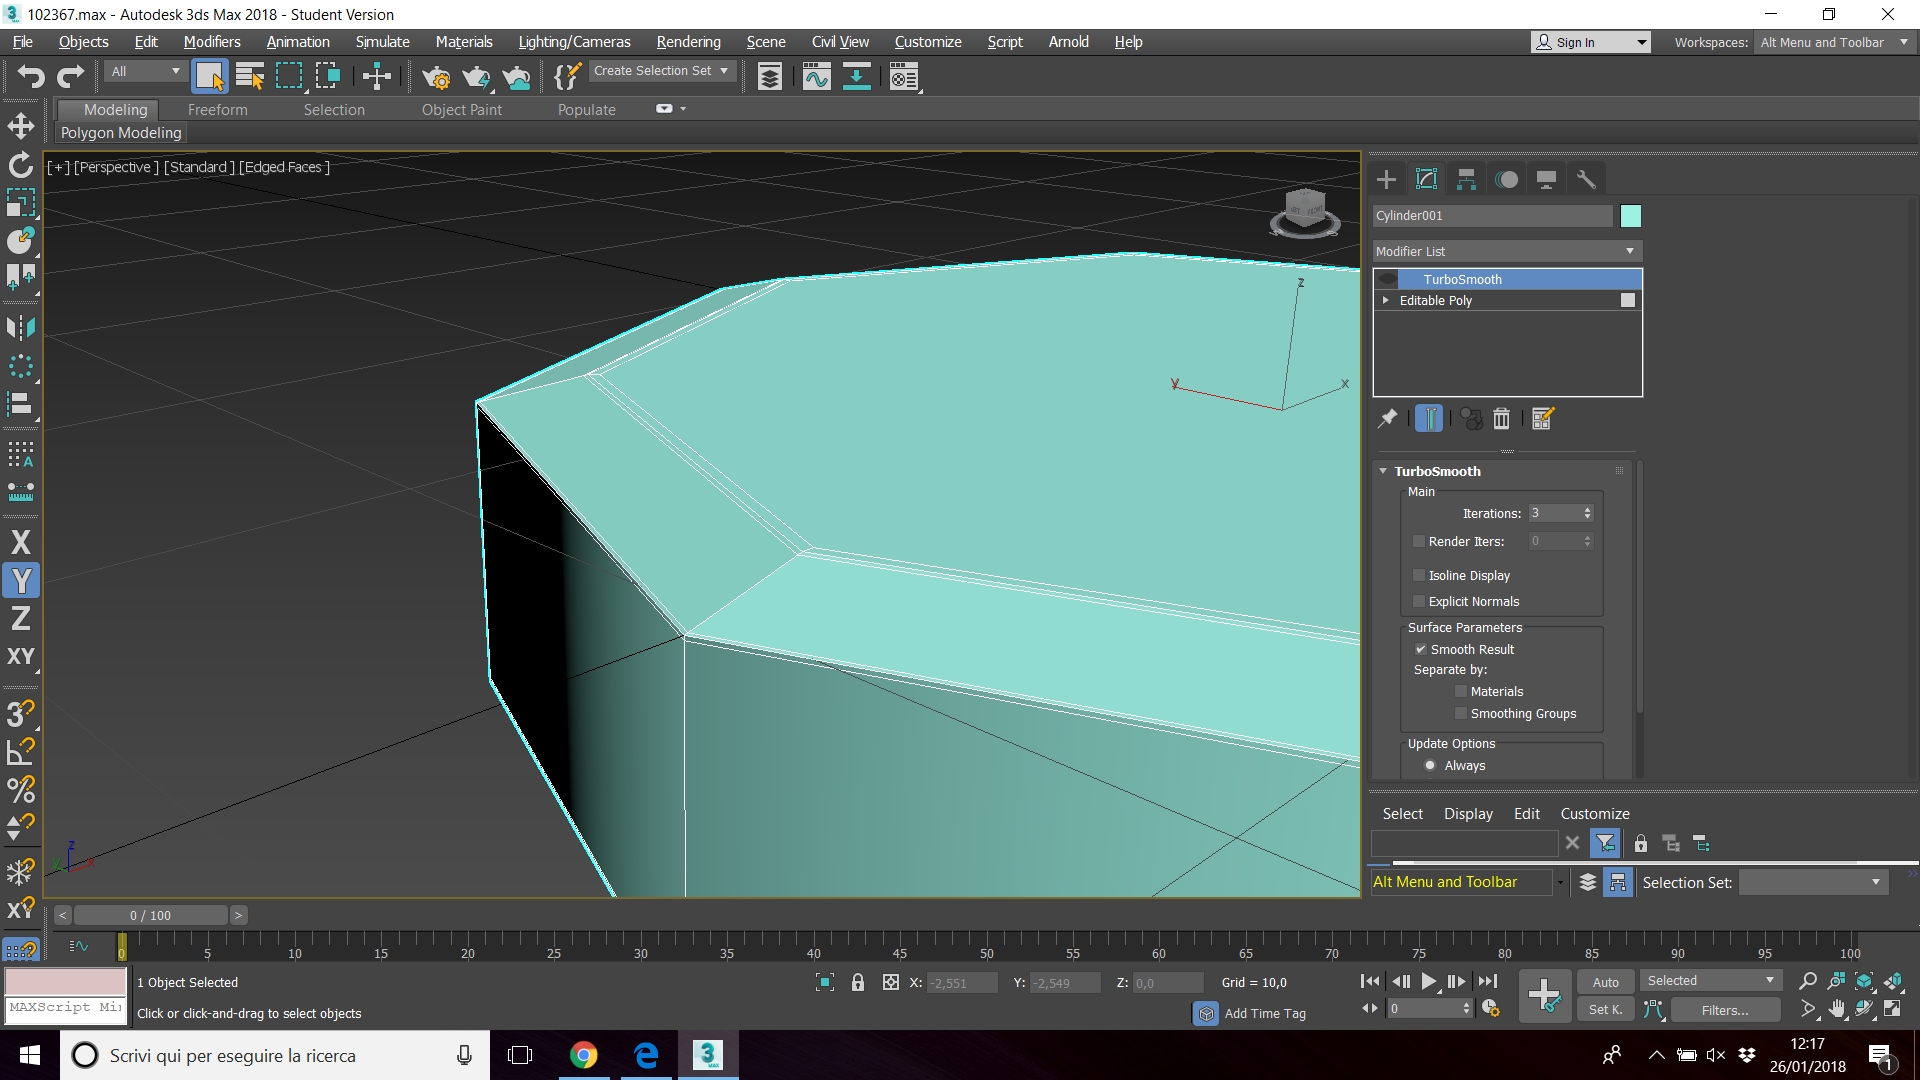 102367.max - Autodesk 3ds Max 2018 - Student Version
File Objects Edit Modifiers Animation Simulate Materials Lighting/Cameras Rendering Scene Civil View Customize Script Arnold Help
Sign In
Workspaces: Alt Menu and Toolbar
All
Create Selection Set
Modeling Freeform Selection Object Paint Populate
Polygon Modeling
[+] [Perspective ] [Standard ] [Edged Faces ]
z
y
x
X
Y
Z
XY
3
XY
z
y
x
Cylinder001
Modifier List
TurboSmooth
Editable Poly
TurboSmooth
Main
Iterations: 3
Render Iters: 0
Isoline Display
Explicit Normals
Surface Parameters
Smooth Result
Separate by:
Materials
Smoothing Groups
Update Options
Always
Select Display Edit Customize
Alt Menu and Toolbar
Selection Set:
< 0 / 100 >
0 5 10 15 20 25 30 35 40 45 50 55 60 65 70 75 80 85 90 95 100
1 Object Selected
X: -2,551 Y: -2,549 Z: 0,0 Grid = 10,0
Auto Selected
MAXScript Mi
Click or click-and-drag to select objects
Add Time Tag
0
Set K. Filters...
Scrivi qui per eseguire la ricerca
3
MAX
12:17
26/01/2018
1